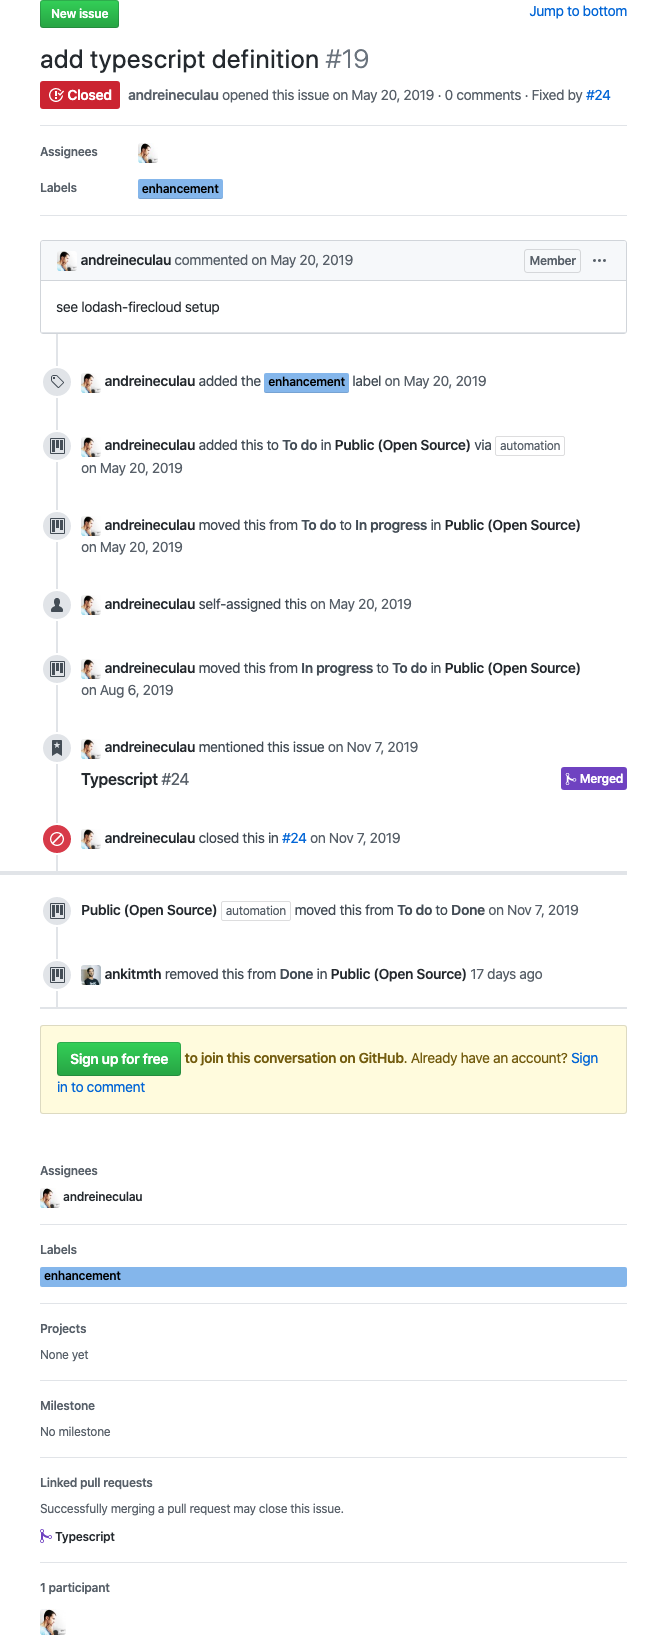 New issue
Jump to bottom
add typescript definition #19
Closed andreineculau opened this issue on May 20, 2019 · 0 comments · Fixed by #24
Assignees
Labels enhancement
andreineculau commented on May 20, 2019 Member ···
see lodash-firecloud setup
andreineculau added the enhancement label on May 20, 2019
andreineculau added this to To do in Public (Open Source) via automation
on May 20, 2019
andreineculau moved this from To do to In progress in Public (Open Source)
on May 20, 2019
andreineculau self-assigned this on May 20, 2019
andreineculau moved this from In progress to To do in Public (Open Source)
on Aug 6, 2019
andreineculau mentioned this issue on Nov 7, 2019
Typescript #24 Merged
andreineculau closed this in #24 on Nov 7, 2019
Public (Open Source) automation moved this from To do to Done on Nov 7, 2019
ankitmth removed this from Done in Public (Open Source) 17 days ago
Sign up for free to join this conversation on GitHub. Already have an account? Sign
in to comment
Assignees
andreineculau
Labels
enhancement
Projects
None yet
Milestone
No milestone
Linked pull requests
Successfully merging a pull request may close this issue.
Typescript
1 participant